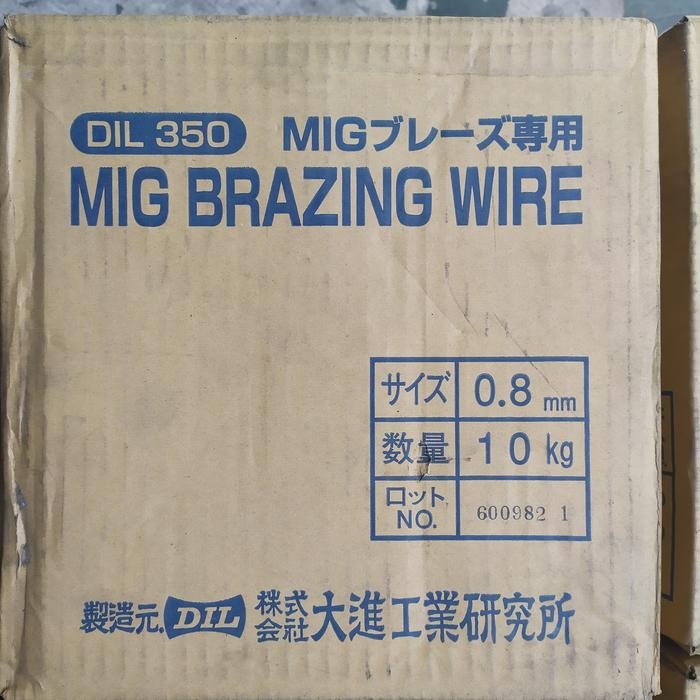 DIL 350 MIGブレーズ専用
MIG BRAZING WIRE
サイズ 0.8 mm
数量 10 kg
ロット NO. 600982 1
製造元. DIL 株式会社 大進工業研究所